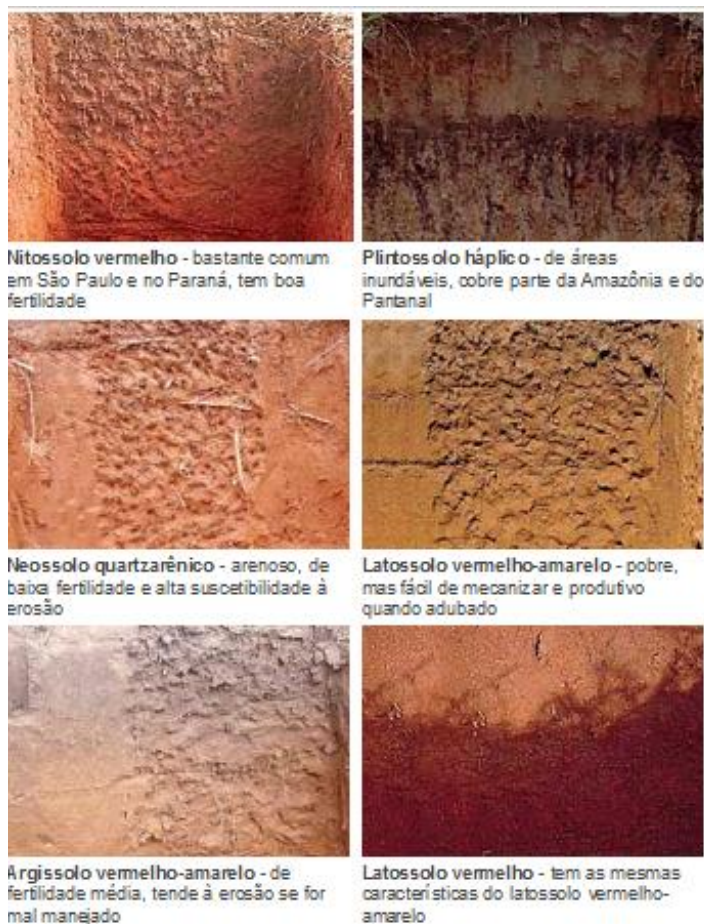 Nitossolo vermelho - bastante comum
em São Paulo e no Paraná, tem boa
fertilidade
Plintossolo háplico - de áreas
inundáveis, cobre parte da Amazônia e do
Pantanal
Neossolo quartzarênico - arenoso, de
baixa fertilidade e alta suscetibilidade à
erosão
Latossolo vermelho-amarelo - pobre,
mas fácil de mecanizar e produtivo
quando adubado
Argissolo vermelho-amarelo - de
fertilidade média, tende à erosão se for
mal manejado
Latossolo vermelho - tem as mesmas
características do latossolo vermelho-
amarelo